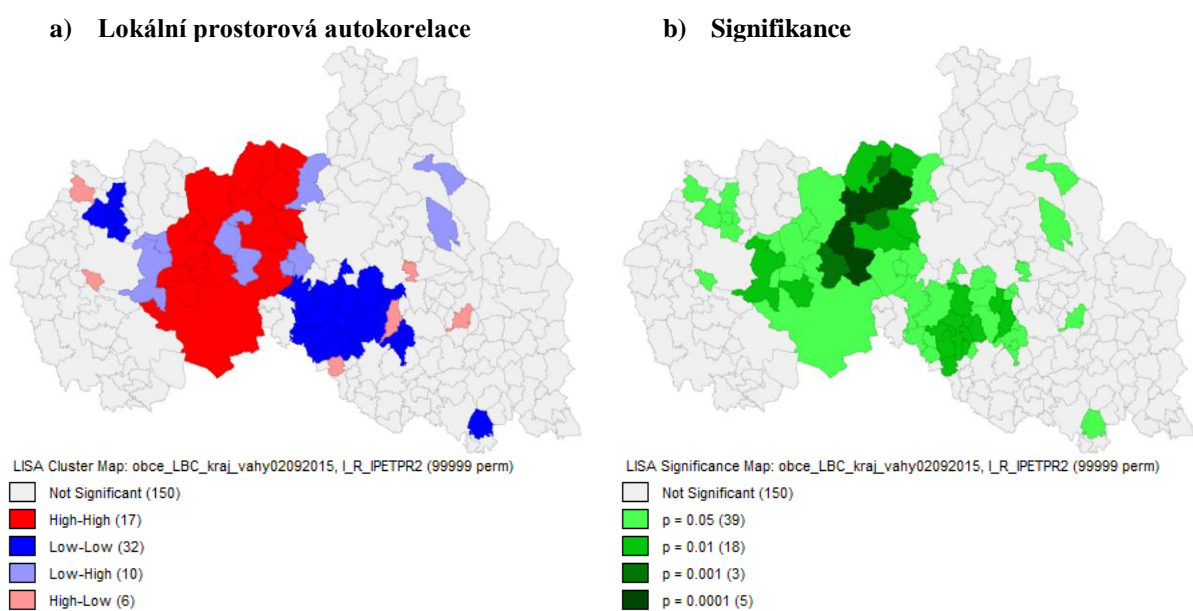 a) Lokální prostorová autokorelace
b) Signifikance
LISA Cluster Map: obce_LBC_kraj_vahy02092015, I_R_IPETPR2 (99999 perm)
Not Significant (150)
High-High (17)
Low-Low (32)
Low-High (10)
High-Low (6)
LISA Significance Map: obce_LBC_kraj_vahy02092015, I_R_IPETPR2 (99999 perm)
Not Significant (150)
p = 0.05 (39)
p = 0.01 (18)
p = 0.001 (3)
p = 0.0001 (5)